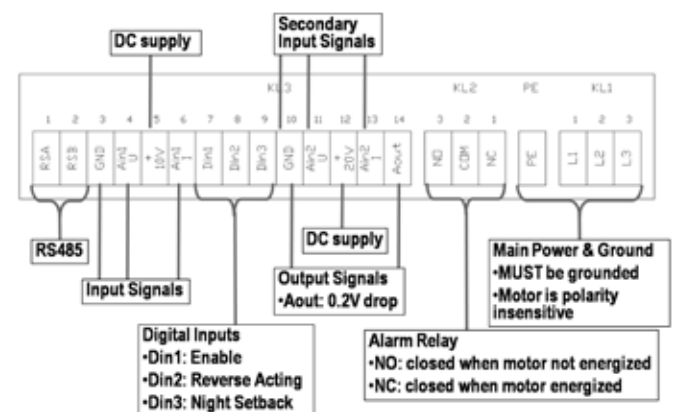 Secondary
Input Signals
DC supply
KL3 KL2 PE KL1
1 2 3 4 5 6 7 8 9 10 11 12 13 14 3 2 1 1 2 3
RSA
RSB
GND
Ain1 U
+ 10V
Ain1 I
Din1
Din2
Din3
GND
Ain2 U
+ 20V
Ain2 I
Aout
NO
COM
NC
PE
L1
L2
L3
RS485
Input Signals
DC supply
Output Signals
•Aout: 0.2V drop
Main Power & Ground
•MUST be grounded
•Motor is polarity
insensitive
Digital Inputs
•Din1: Enable
•Din2: Reverse Acting
•Din3: Night Setback
Alarm Relay
•NO: closed when motor not energized
•NC: closed when motor energized